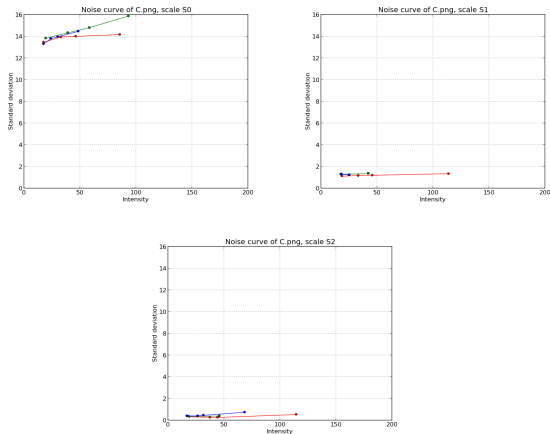 Noise curve of C.png, scale S0
16
14
12
10
8
6
4
2
0
0 50 100 150 200
Standard deviation
Intensity
Noise curve of C.png, scale S1
16
14
12
10
8
6
4
2
0
0 50 100 150 200
Standard deviation
Intensity
Noise curve of C.png, scale S2
16
14
12
10
8
6
4
2
0
0 50 100 150 200
Standard deviation
Intensity